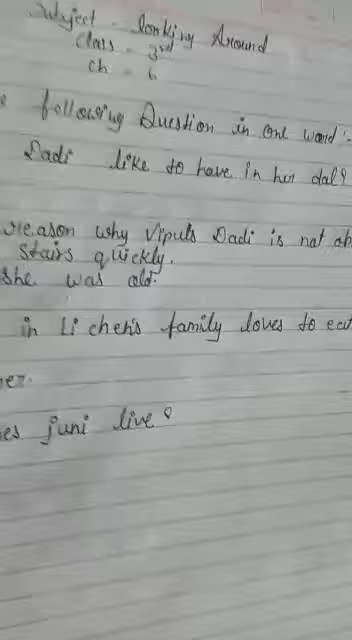 Subject - Looking Around
class - 3rd
ch - 6
following Question in one word:-
Dadi like to have in her dal?
reason why Vipul's Dadi is not ab
stairs quickly.
she was old.
in Li chen's family loves to eat
er.
es juni live?